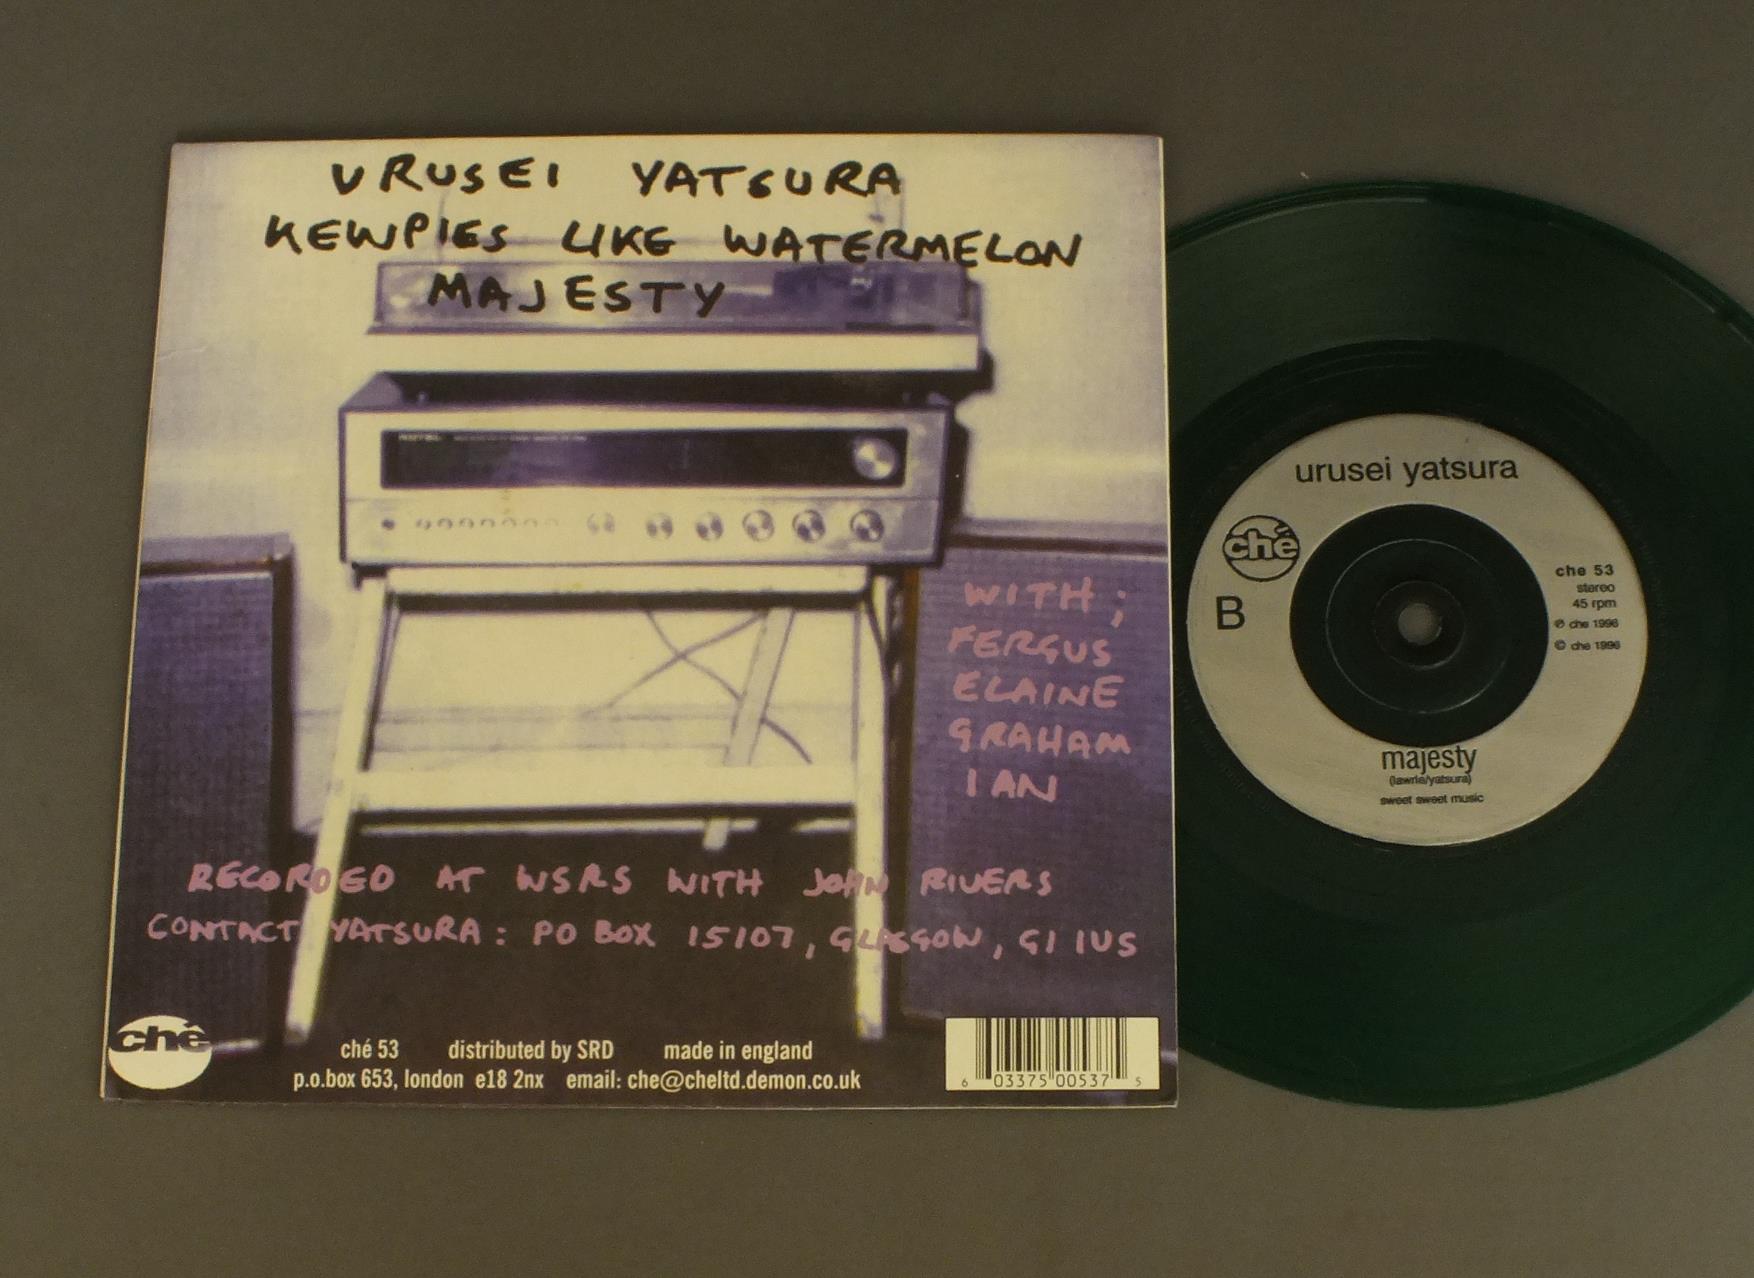 URUSEI YATSURA
KEWPIES LIKE WATERMELON
MAJESTY
WITH;
FERGUS
ELAINE
GRAHAM
IAN
RECORDED AT WSRS WITH JOHN RIVERS
CONTACT YATSURA: PO BOX 15107, GLASGOW, G1 1US
ché
ché 53 distributed by SRD made in england
p.o.box 653, london e18 2nx email: che@cheltd.demon.co.uk
6 03375 00537 5
urusei yatsura
ché
B
che 53
stereo
45 rpm
℗ che 1996
© che 1996
majesty
(lawrie/yatsura)
sweet sweet music